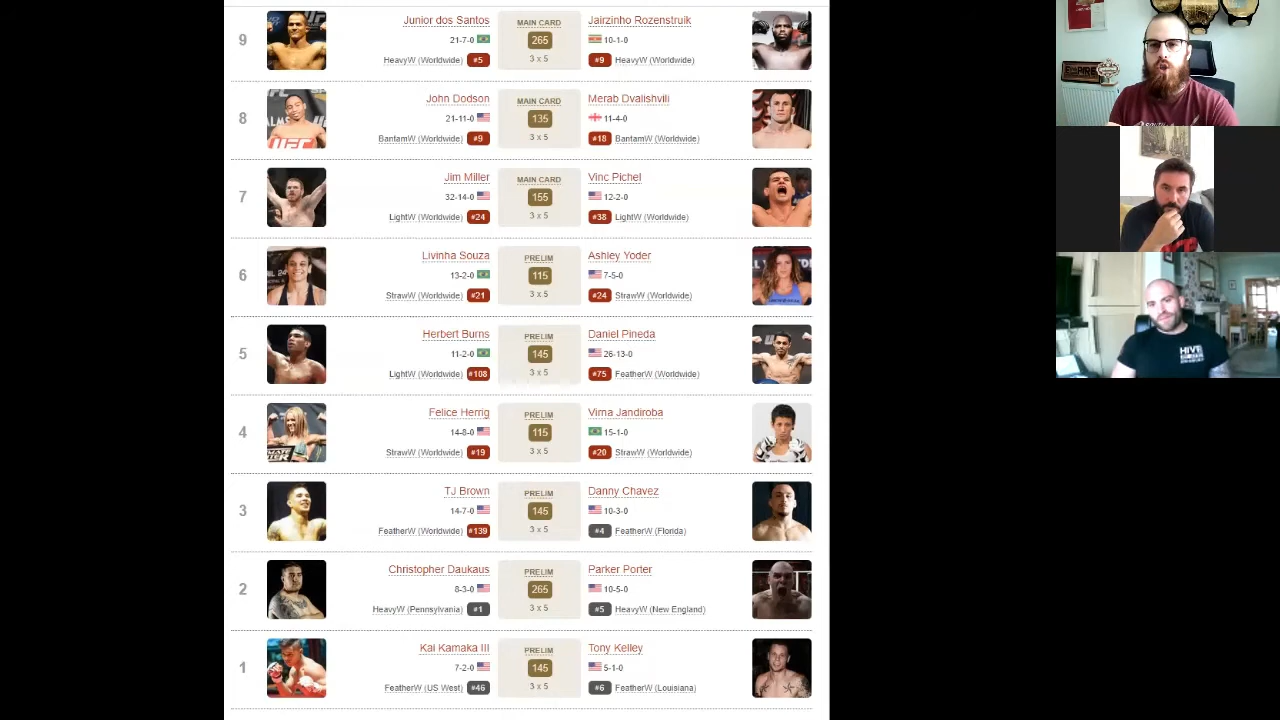 9
Junior dos Santos
21-7-0
HeavyW (Worldwide) #5
MAIN CARD
265
3 x 5
Jairzinho Rozenstruik
10-1-0
#9 HeavyW (Worldwide)
8
John Dodson
21-11-0
BantamW (Worldwide) #9
MAIN CARD
135
3 x 5
Merab Dvalishvili
11-4-0
#18 BantamW (Worldwide)
7
Jim Miller
32-14-0
LightW (Worldwide) #24
MAIN CARD
155
3 x 5
Vinc Pichel
12-2-0
#38 LightW (Worldwide)
6
Livinha Souza
13-2-0
StrawW (Worldwide) #21
PRELIM
115
3 x 5
Ashley Yoder
7-5-0
#24 StrawW (Worldwide)
5
Herbert Burns
11-2-0
LightW (Worldwide) #108
PRELIM
145
3 x 5
Daniel Pineda
26-13-0
#75 FeatherW (Worldwide)
4
Felice Herrig
14-8-0
StrawW (Worldwide) #19
PRELIM
115
3 x 5
Virna Jandiroba
15-1-0
#20 StrawW (Worldwide)
3
TJ Brown
14-7-0
FeatherW (Worldwide) #139
PRELIM
145
3 x 5
Danny Chavez
10-3-0
#4 FeatherW (Florida)
2
Christopher Daukaus
8-3-0
HeavyW (Pennsylvania) #1
PRELIM
265
3 x 5
Parker Porter
10-5-0
#5 HeavyW (New England)
1
Kai Kamaka III
7-2-0
FeatherW (US West) #46
PRELIM
145
3 x 5
Tony Kelley
5-1-0
#6 FeatherW (Louisiana)
UFC
HIVE